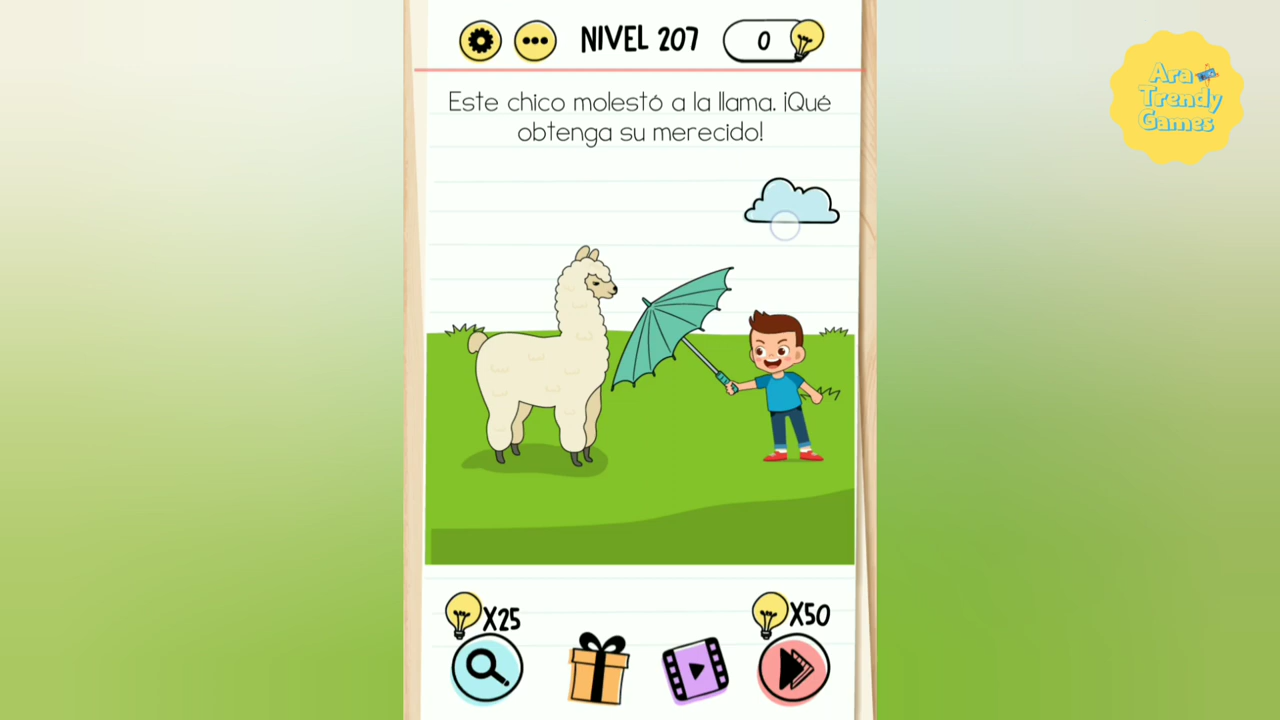 NIVEL 207
0
Ara
Trendy
Games
Este chico molestó a la llama. ¡Qué
obtenga su merecido!
X25
X50